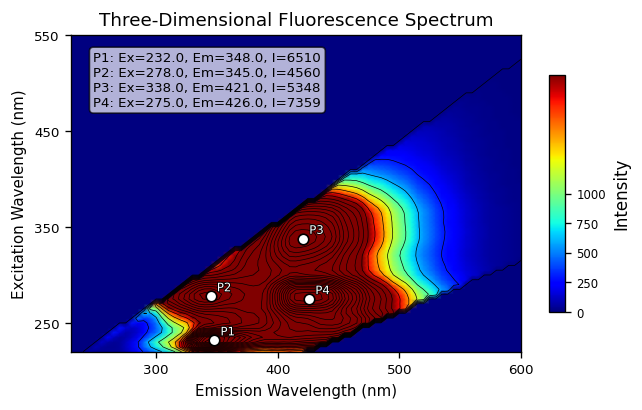 Three-Dimensional Fluorescence Spectrum
550
450
350
250
Excitation Wavelength (nm)
P1: Ex=232.0, Em=348.0, I=6510
P2: Ex=278.0, Em=345.0, I=4560
P3: Ex=338.0, Em=421.0, I=5348
P4: Ex=275.0, Em=426.0, I=7359
P3
P2
P4
P1
300
400
500
600
Emission Wavelength (nm)
1000
750
500
250
0
Intensity